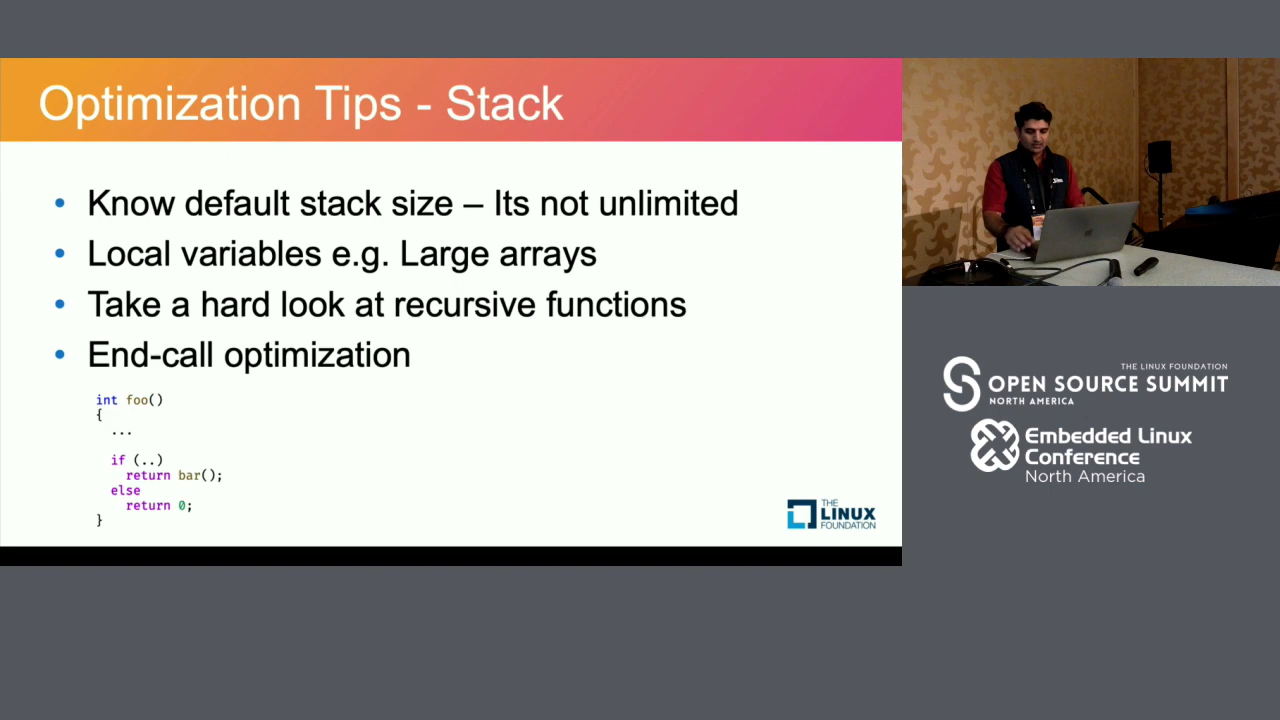 Optimization Tips - Stack
• Know default stack size – Its not unlimited
• Local variables e.g. Large arrays
• Take a hard look at recursive functions
• End-call optimization
int foo()
{
...
if (..)
return bar();
else
return 0;
}
THE
LINUX
FOUNDATION
THE LINUX FOUNDATION
OPEN SOURCE SUMMIT
NORTH AMERICA
Embedded Linux
Conference
North America